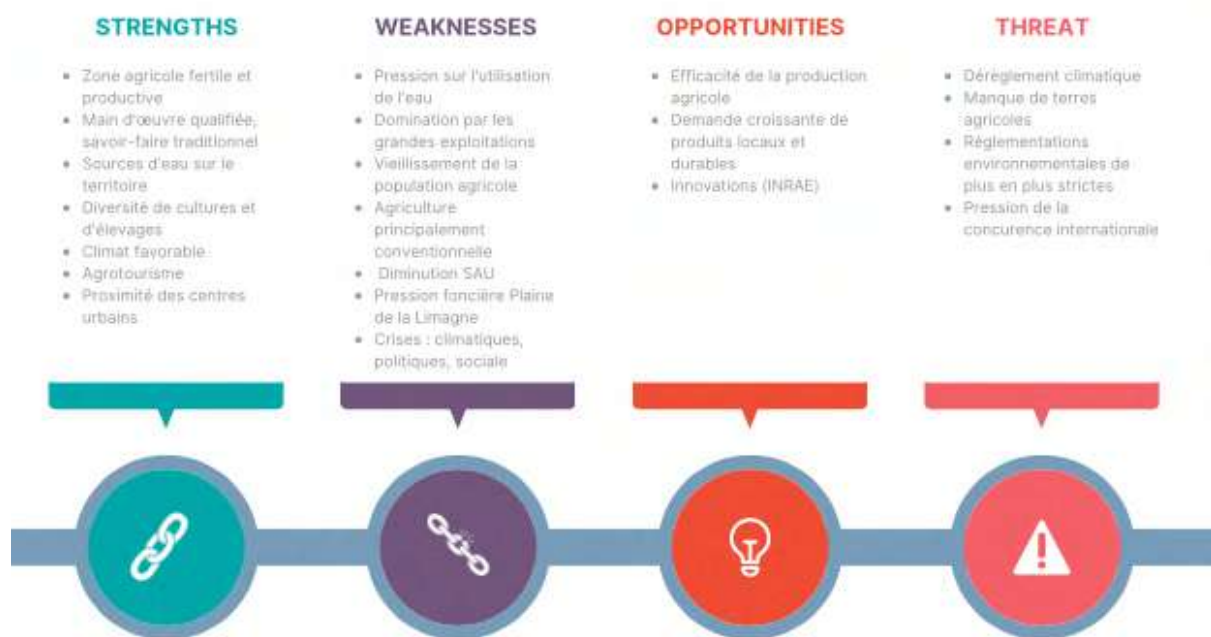 STRENGTHS
Zone agricole fertile et
productive
Main d'œuvre qualifiée,
savoir-faire traditionnel
Sources d'eau sur le
territoire
Diversité de cultures et
d'élevages
Climat favorable
Agrotourisme
Proximité des centres
urbains
WEAKNESSES
Pression sur l'utilisation
de l'eau
Domination par les
grandes exploitations
Vieillissement de la
population agricole
Agriculture
principalement
conventionnelle
Diminution SAU
Pression foncière Plaine
de la Limagne
Crises : climatiques,
politiques, sociale
OPPORTUNITIES
Efficacité de la production
agricole
Demande croissante de
produits locaux et
durables
Innovations (INRAE)
THREAT
Dérèglement climatique
Manque de terres
agricoles
Règlementations
environnementales de
plus en plus strictes
Pression de la
concurence internationale